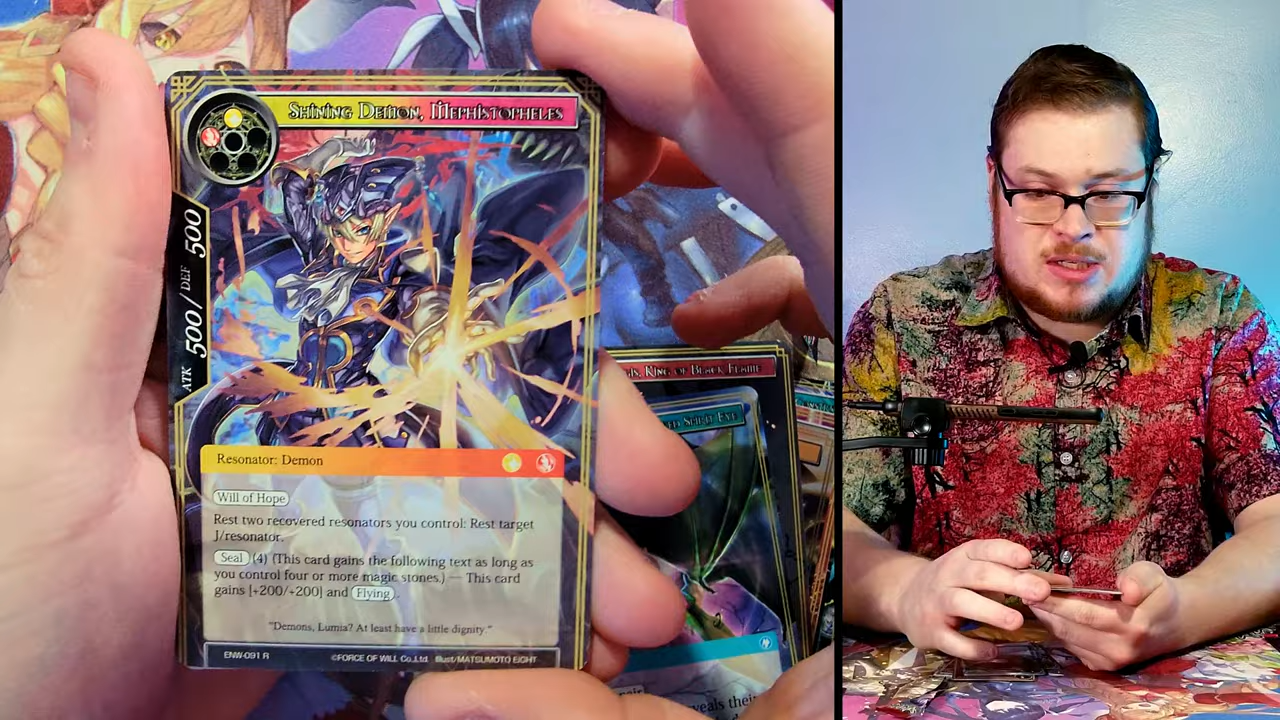 Shining Demon, Mephistopheles
ATK 500 / DEF 500
Resonator: Demon
Will of Hope
Rest two recovered resonators you control: Rest target
J/resonator.
Seal (4) (This card gains the following text as long as
you control four or more magic stones.) — This card
gains [+200/+200] and Flying.
"Demons, Lumia? At least have a little dignity."
ENW-091 R
©FORCE OF WILL Co.,Ltd. Illust/MATSUMOTO EIGHT
King of Black Flame
Spirit